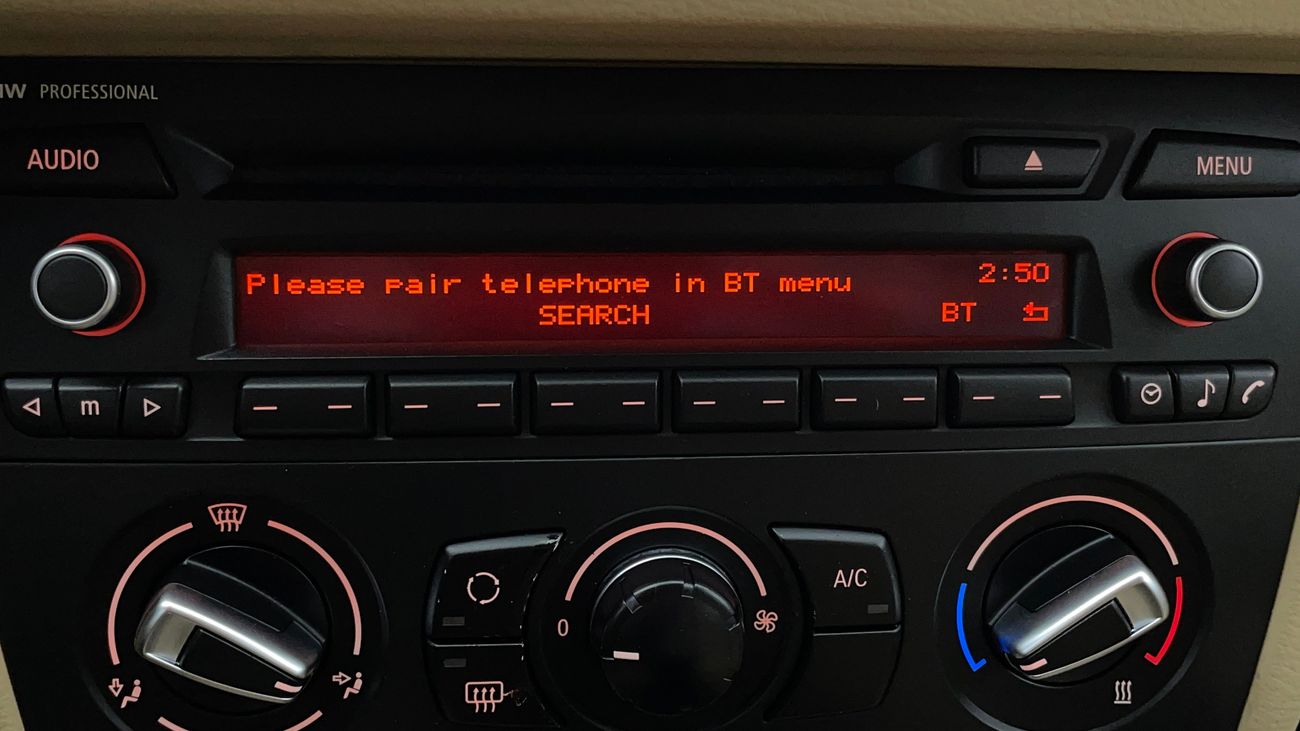 PROFESSIONAL
AUDIO
MENU
Please pair telephone in BT menu
2:50
SEARCH
BT
m
A/C
0